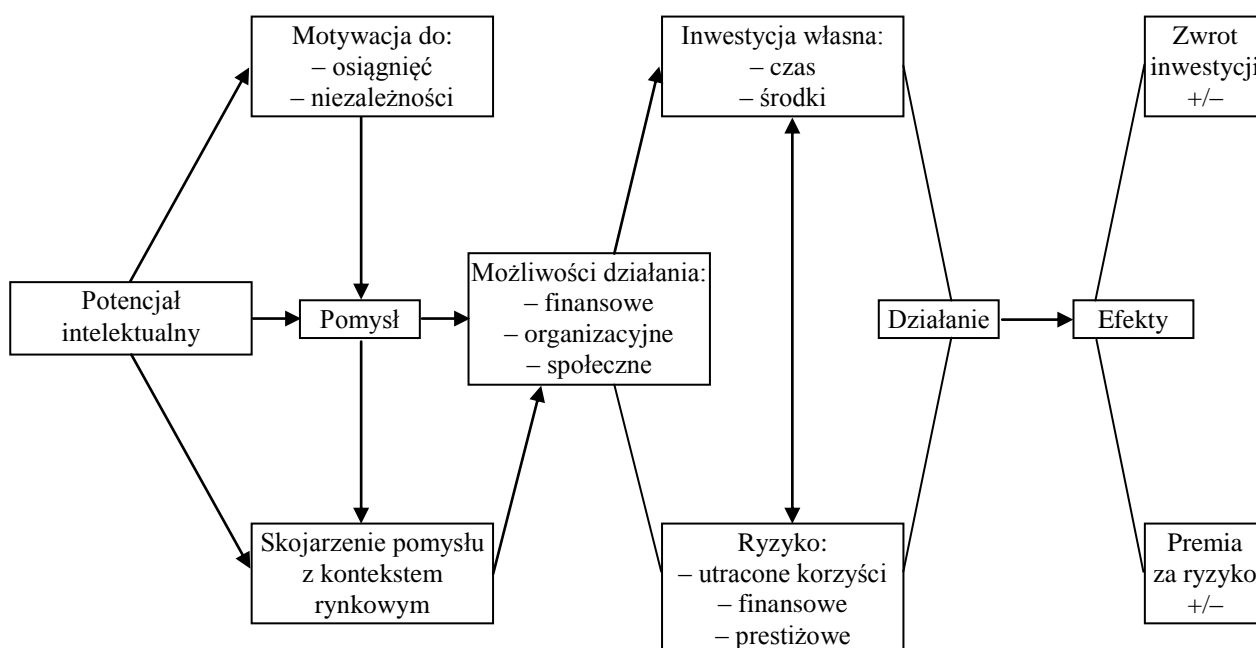 Motywacja do:
– osiągnięć
– niezależności
Inwestycja własna:
– czas
– środki
Zwrot
inwestycji
+/–
Potencjał
intelektualny
Pomysł
Możliwości działania:
– finansowe
– organizacyjne
– społeczne
Działanie
Efekty
Skojarzenie pomysłu
z kontekstem
rynkowym
Ryzyko:
– utracone korzyści
– finansowe
– prestiżowe
Premia
za ryzyko
+/–